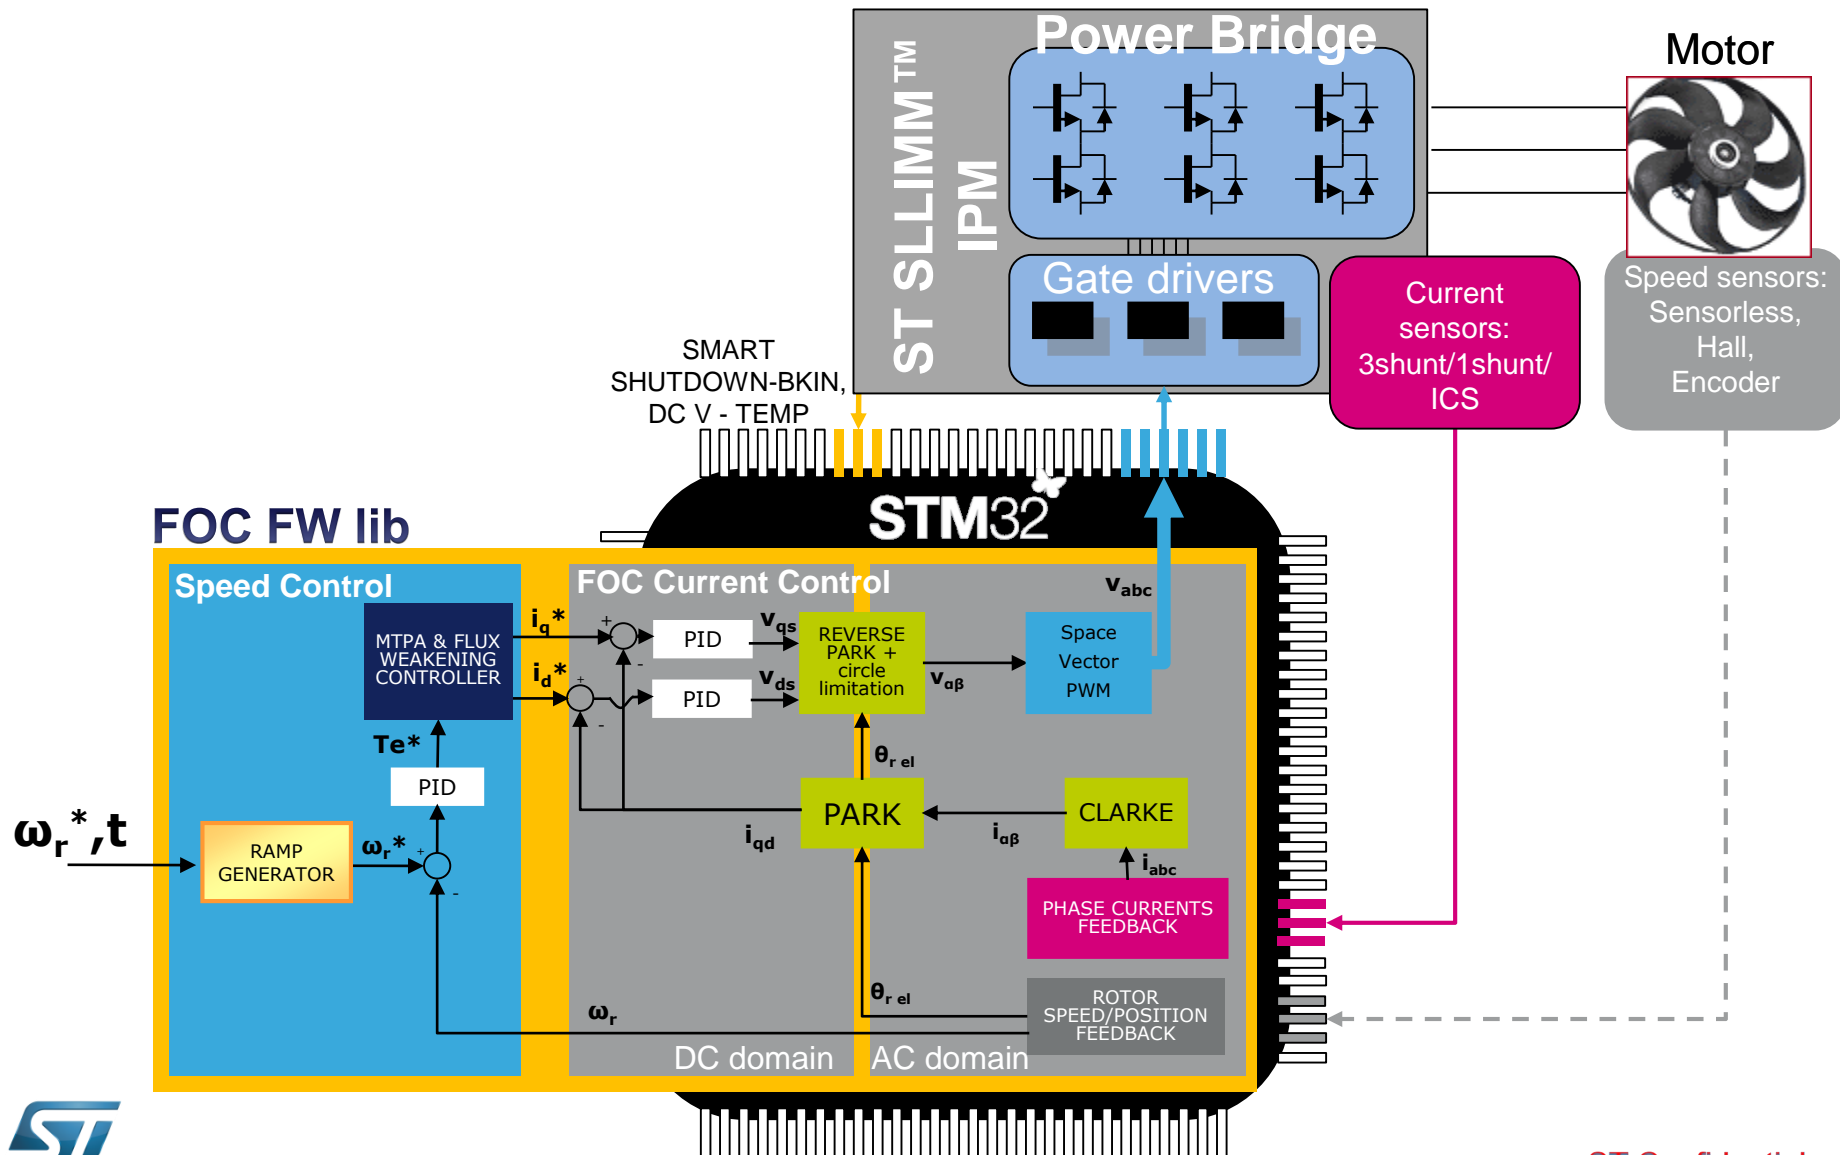 Power Bridge
Motor
ST SLLIMM™
IPM
Gate drivers
Current
sensors:
3shunt/1shunt/
ICS
Speed sensors:
Sensorless,
Hall,
Encoder
SMART
SHUTDOWN-BKIN,
DC V - TEMP
STM32
FOC FW lib
Speed Control
FOC Current Control
MTPA & FLUX
WEAKENING
CONTROLLER
iq*
id*
+
-
+
-
PID
PID
vqs
vds
REVERSE
PARK +
circle
limitation
vαβ
Space
Vector
PWM
vabc
Te*
PID
θr el
PARK
CLARKE
iqd
iαβ
iabc
ωr*,t
RAMP
GENERATOR
ωr*
+
-
PHASE CURRENTS
FEEDBACK
θr el
ωr
ROTOR
SPEED/POSITION
FEEDBACK
DC domain
AC domain
ST